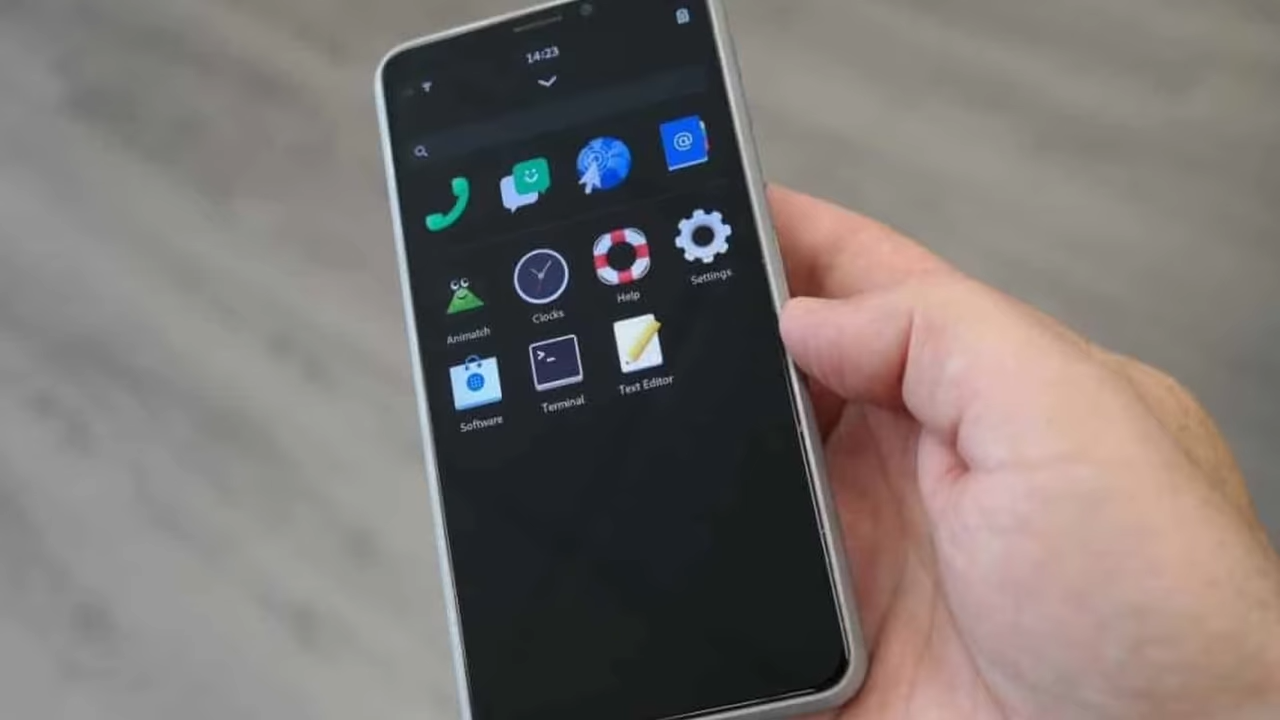 14:23
@
Animatch
Clocks
Help
Settings
>_
Software
Terminal
Text Editor